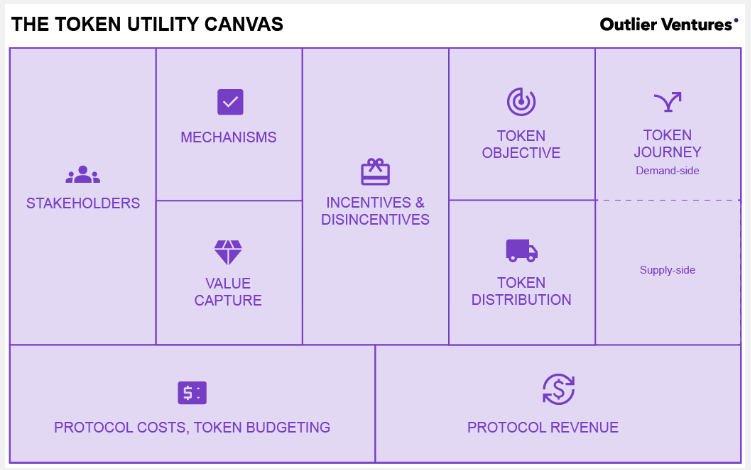 THE TOKEN UTILITY CANVAS
Outlier Ventures
STAKEHOLDERS
MECHANISMS
VALUE
CAPTURE
INCENTIVES &
DISINCENTIVES
TOKEN
OBJECTIVE
TOKEN
DISTRIBUTION
TOKEN
JOURNEY
Demand-side
Supply-side
$
PROTOCOL COSTS, TOKEN BUDGETING
$
PROTOCOL REVENUE